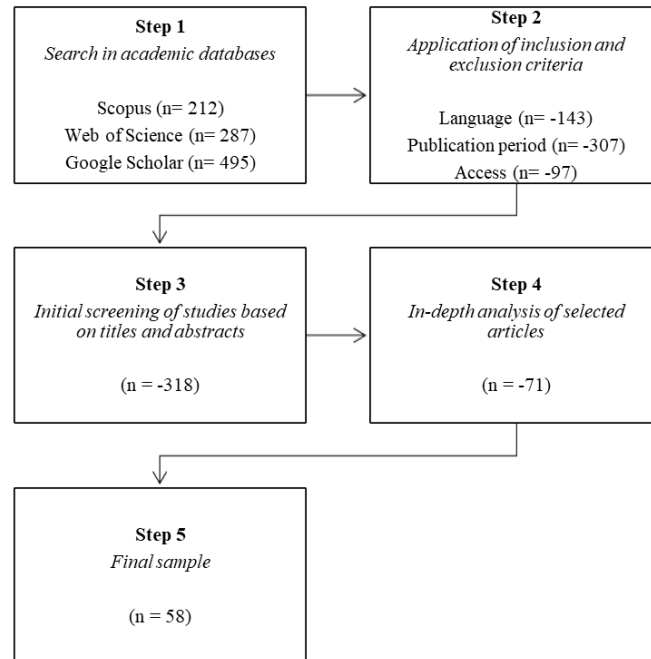 Step 1
Search in academic databases
Scopus (n= 212)
Web of Science (n= 287)
Google Scholar (n= 495)
Step 2
Application of inclusion and
exclusion criteria
Language (n= -143)
Publication period (n= -307)
Access (n= -97)
Step 3
Initial screening of studies based
on titles and abstracts
(n = -318)
Step 4
In-depth analysis of selected
articles
(n = -71)
Step 5
Final sample
(n = 58)